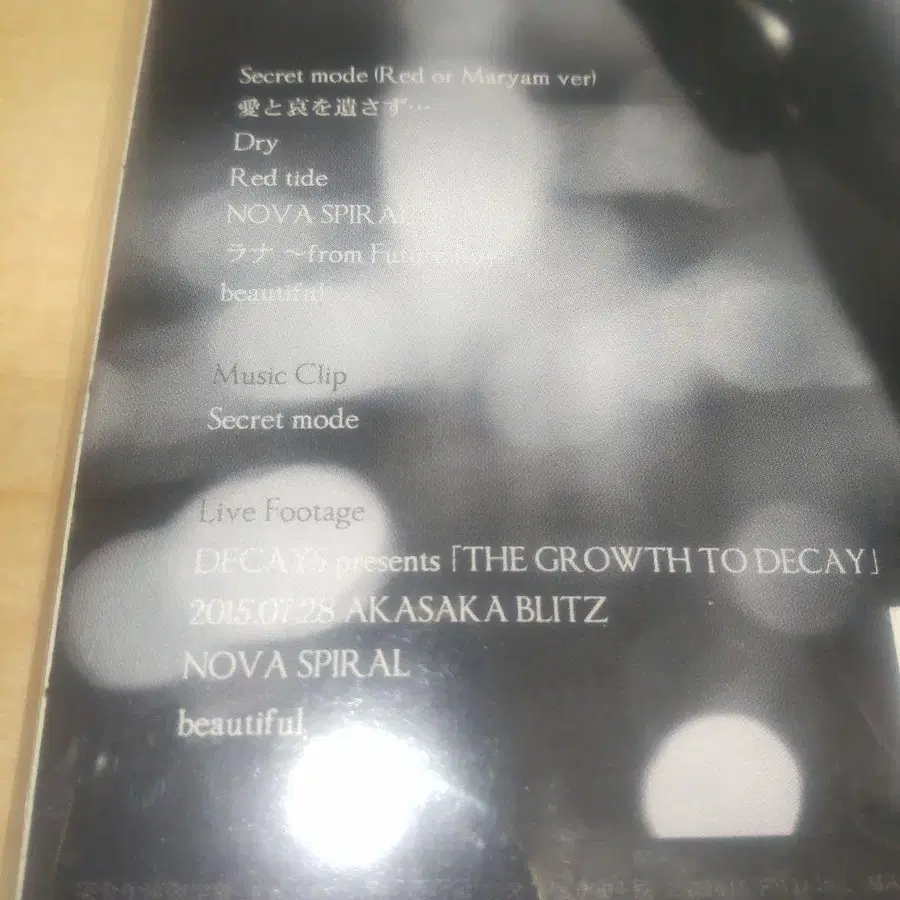 Secret mode (Red or Maryam ver)
愛と哀を遺さず…
Dry
Red tide
NOVA SPIRAL
ラナ ～from Future Boy～
beautiful
Music Clip
Secret mode
Live Footage
DECAYS presents「THE GROWTH TO DECAY」
2015.07.28 AKASAKA BLITZ
NOVA SPIRAL
beautiful